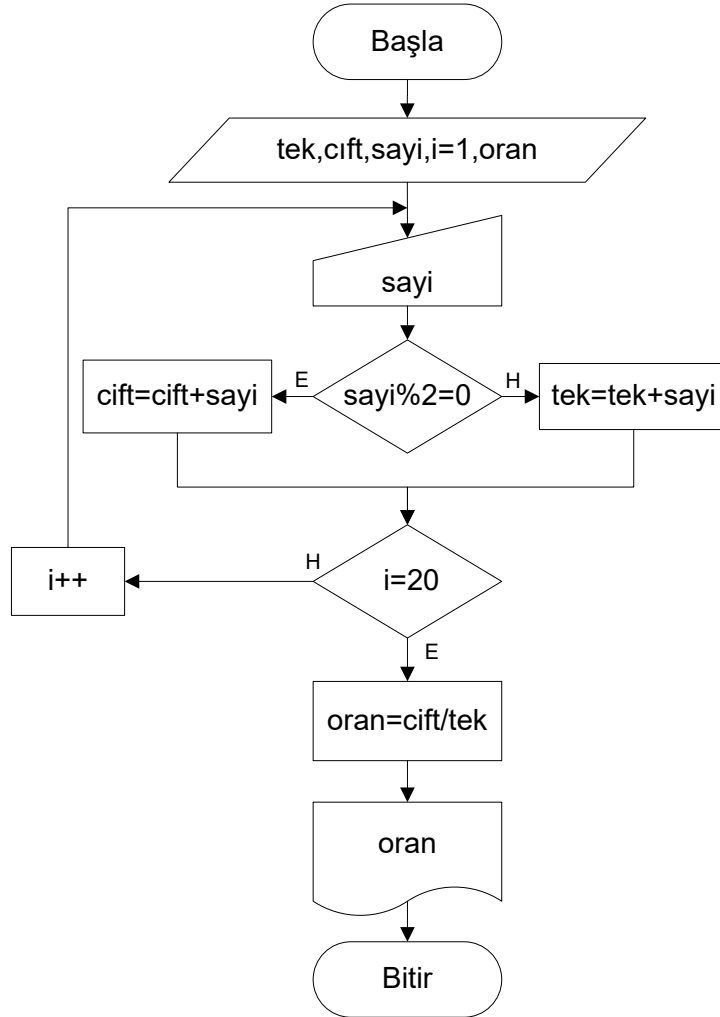 Başla
tek,cıft,sayi,i=1,oran
sayi
E
H
cift=cift+sayi
sayi%2=0
tek=tek+sayi
H
i++
i=20
E
oran=cift/tek
oran
Bitir